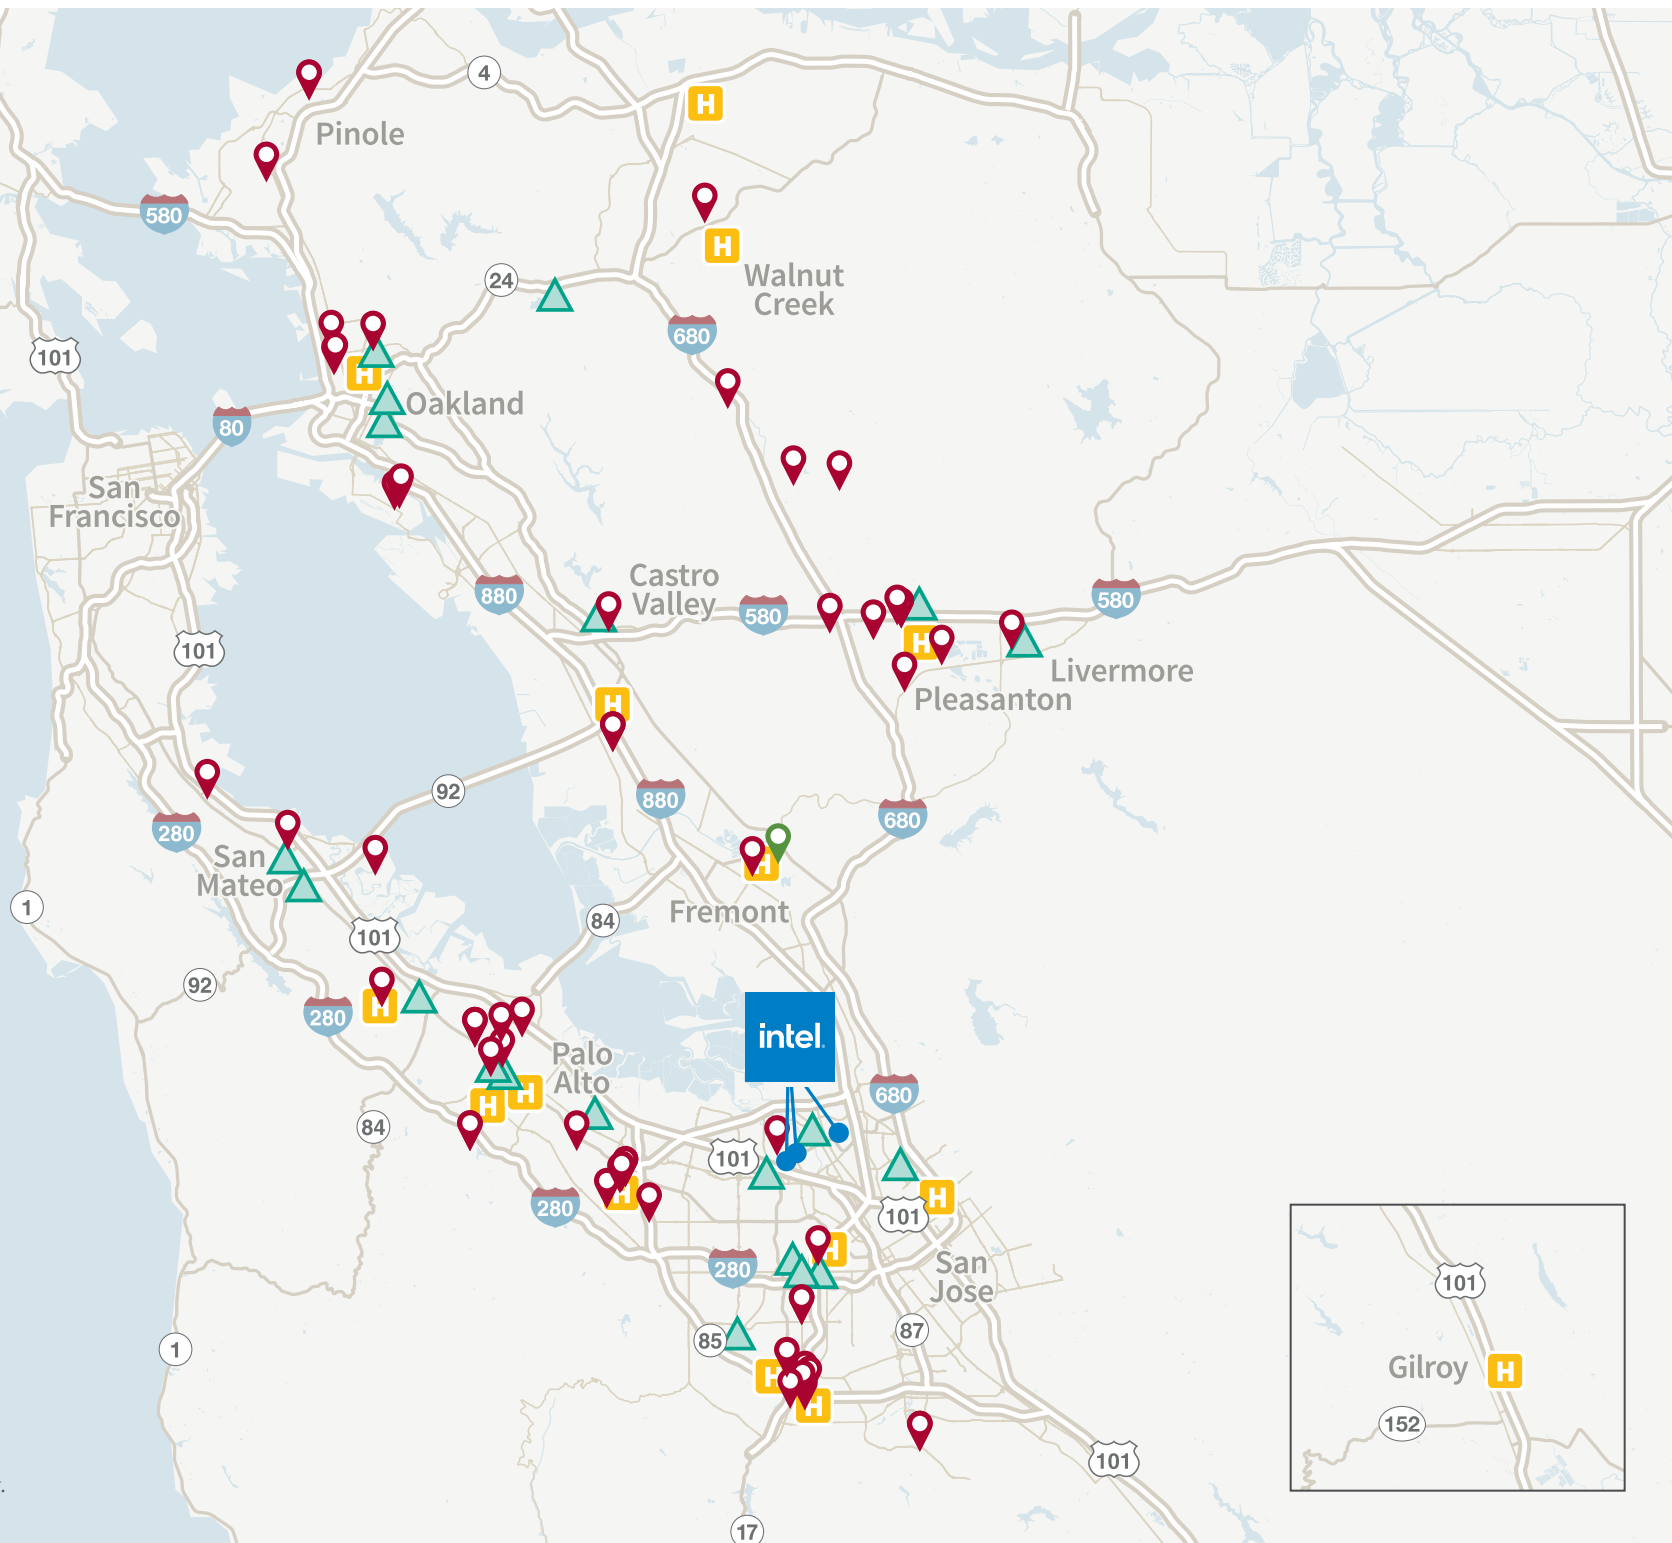 4
H
Pinole
H
580
Walnut
Creek
24
680
101
H
Oakland
80
San
Francisco
Castro
Valley
880
580
580
H
101
Livermore
Pleasanton
H
92
880
280
680
San
Mateo
H
1
Fremont
84
101
92
H
280
intel
Palo
Alto
680
H
H
84
101
H
H
280
101
H
280
San
Jose
101
87
85
1
H
Gilroy
H
H
152
101
17